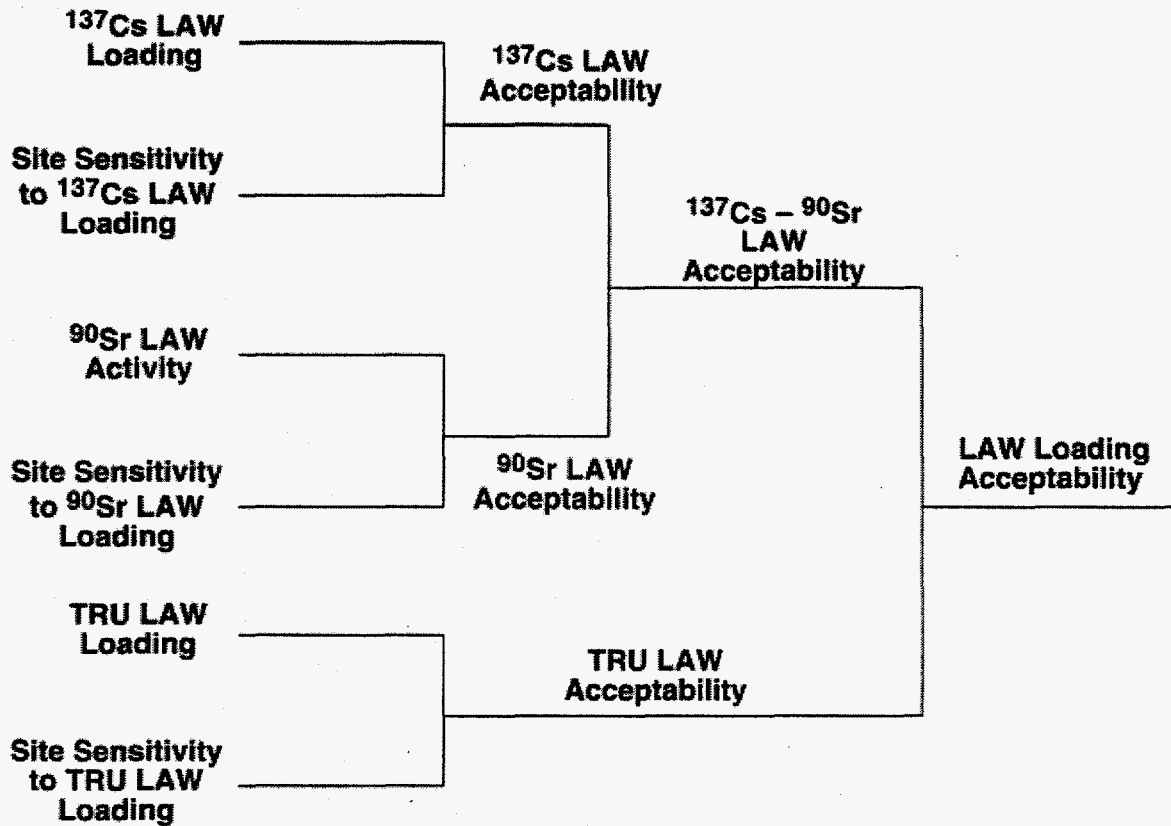 ¹³⁷Cs LAW
Loading
¹³⁷Cs LAW
Acceptability
Site Sensitivity
to ¹³⁷Cs LAW
Loading
¹³⁷Cs – ⁹⁰Sr
LAW
Acceptability
⁹⁰Sr LAW
Activity
⁹⁰Sr LAW
Acceptability
Site Sensitivity
to ⁹⁰Sr LAW
Loading
LAW Loading
Acceptability
TRU LAW
Loading
TRU LAW
Acceptability
Site Sensitivity
to TRU LAW
Loading